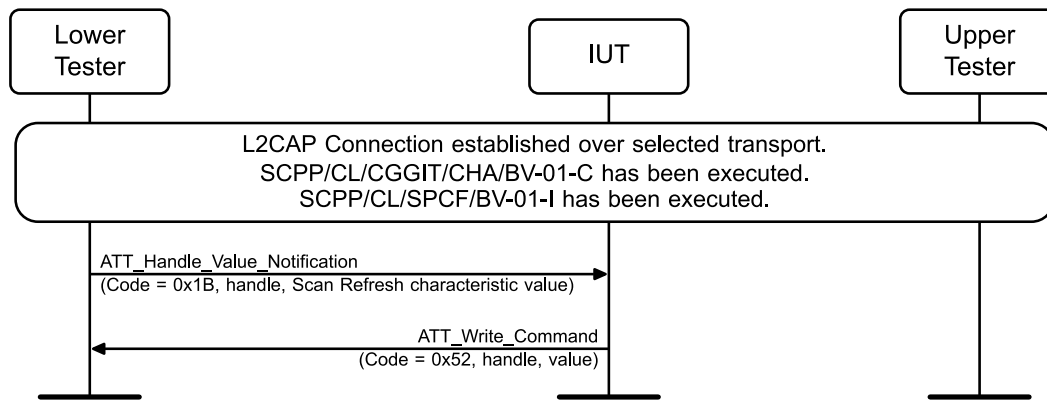 Lower
Tester
IUT
Upper
Tester
L2CAP Connection established over selected transport.
SCPP/CL/CGGIT/CHA/BV-01-C has been executed.
SCPP/CL/SPCF/BV-01-I has been executed.
ATT_Handle_Value_Notification
(Code = 0x1B, handle, Scan Refresh characteristic value)
ATT_Write_Command
(Code = 0x52, handle, value)